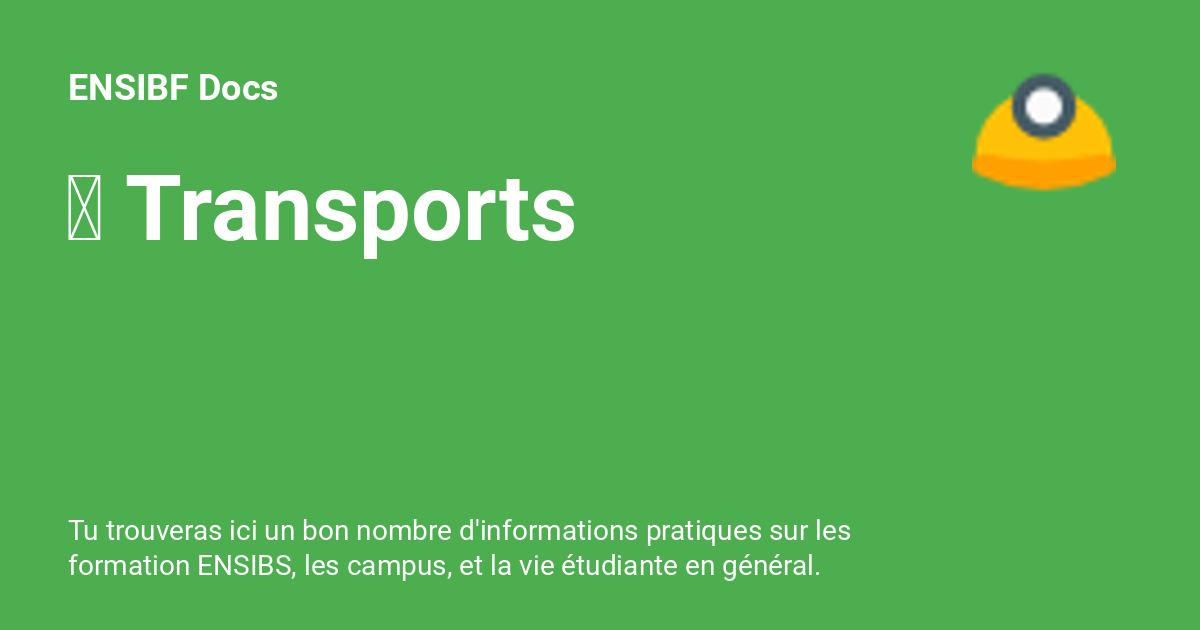 ENSIBF Docs
Transports
Tu trouveras ici un bon nombre d'informations pratiques sur les
formation ENSIBS, les campus, et la vie étudiante en général.